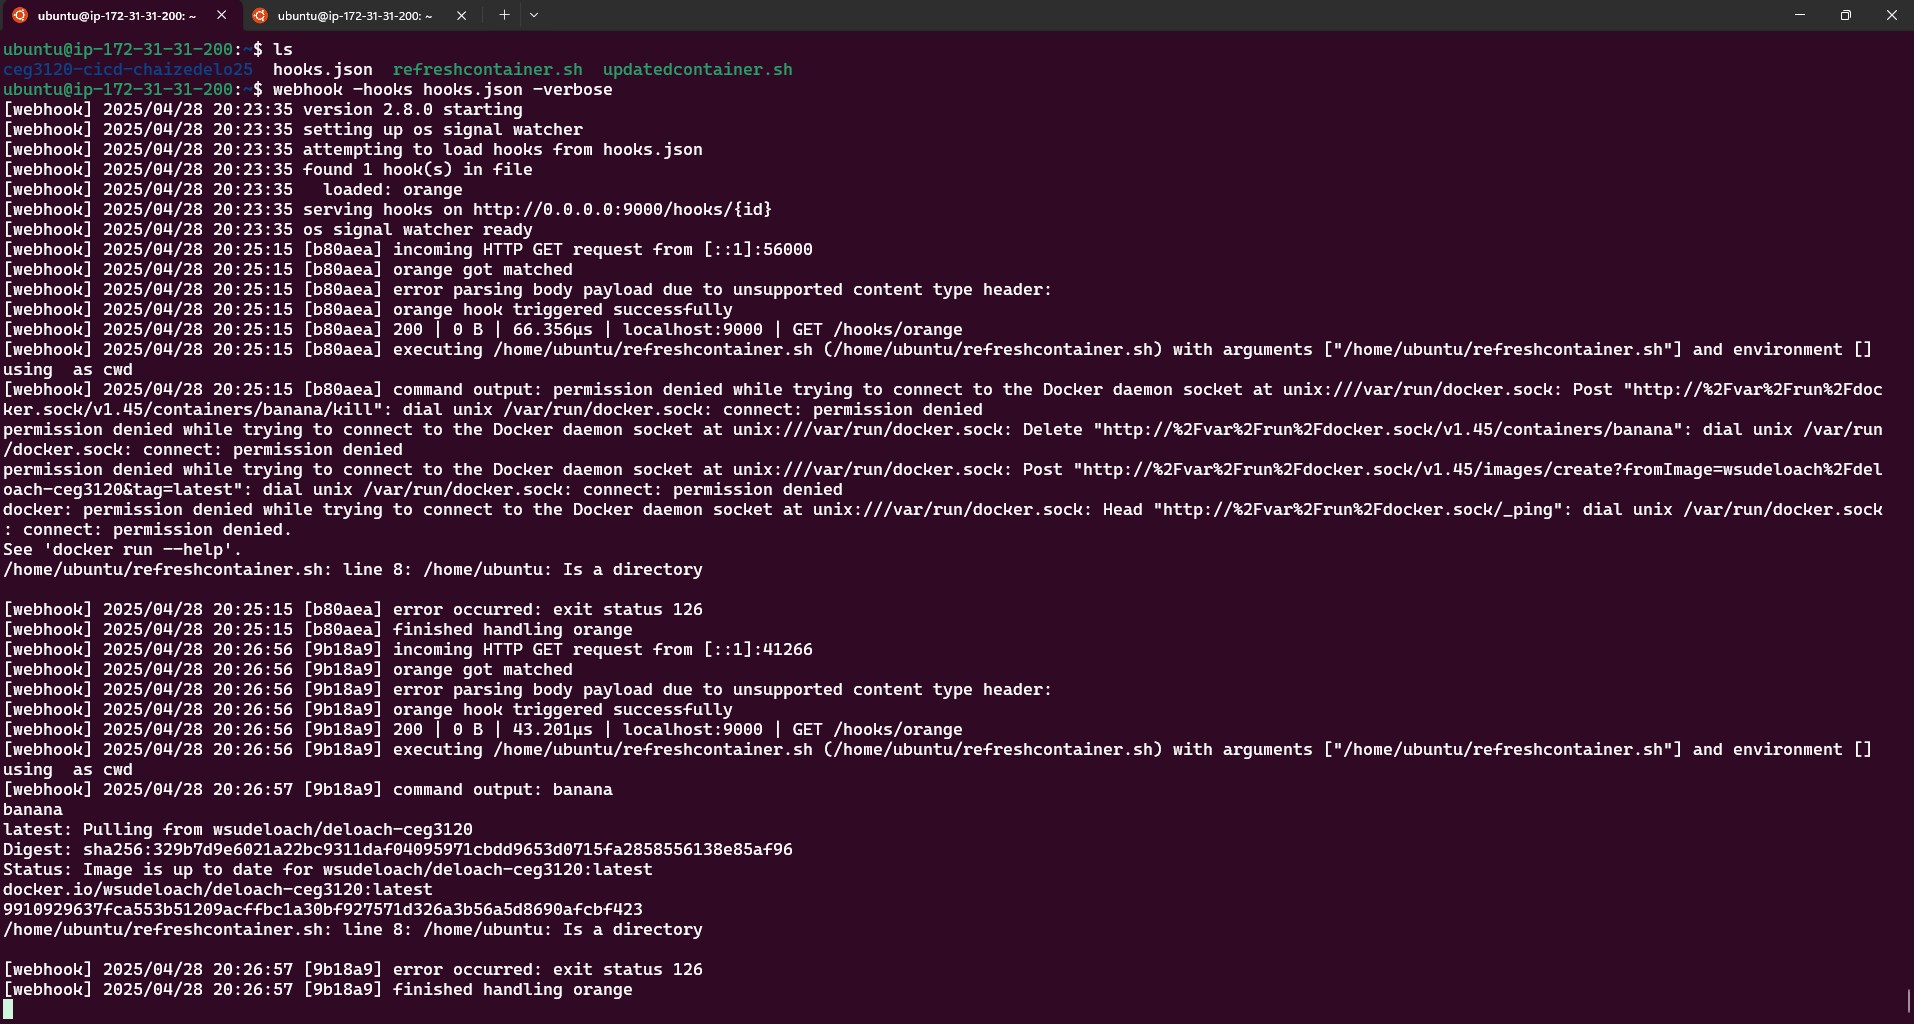 ubuntu@ip-172-31-31-200: ~
ubuntu@ip-172-31-31-200: ~
ubuntu@ip-172-31-31-200:~$ ls
ceg3120-cicd-chaizedelo25  hooks.json  refreshcontainer.sh  updatedcontainer.sh
ubuntu@ip-172-31-31-200:~$ webhook -hooks hooks.json -verbose
[webhook] 2025/04/28 20:23:35 version 2.8.0 starting
[webhook] 2025/04/28 20:23:35 setting up os signal watcher
[webhook] 2025/04/28 20:23:35 attempting to load hooks from hooks.json
[webhook] 2025/04/28 20:23:35 found 1 hook(s) in file
[webhook] 2025/04/28 20:23:35   loaded: orange
[webhook] 2025/04/28 20:23:35 serving hooks on http://0.0.0.0:9000/hooks/{id}
[webhook] 2025/04/28 20:23:35 os signal watcher ready
[webhook] 2025/04/28 20:25:15 [b80aea] incoming HTTP GET request from [::1]:56000
[webhook] 2025/04/28 20:25:15 [b80aea] orange got matched
[webhook] 2025/04/28 20:25:15 [b80aea] error parsing body payload due to unsupported content type header:
[webhook] 2025/04/28 20:25:15 [b80aea] orange hook triggered successfully
[webhook] 2025/04/28 20:25:15 [b80aea] 200 | 0 B | 66.356µs | localhost:9000 | GET /hooks/orange
[webhook] 2025/04/28 20:25:15 [b80aea] executing /home/ubuntu/refreshcontainer.sh (/home/ubuntu/refreshcontainer.sh) with arguments ["/home/ubuntu/refreshcontainer.sh"] and environment []
using  as cwd
[webhook] 2025/04/28 20:25:15 [b80aea] command output: permission denied while trying to connect to the Docker daemon socket at unix:///var/run/docker.sock: Post "http://%2Fvar%2Frun%2Fdoc
ker.sock/v1.45/containers/banana/kill": dial unix /var/run/docker.sock: connect: permission denied
permission denied while trying to connect to the Docker daemon socket at unix:///var/run/docker.sock: Delete "http://%2Fvar%2Frun%2Fdocker.sock/v1.45/containers/banana": dial unix /var/run
/docker.sock: connect: permission denied
permission denied while trying to connect to the Docker daemon socket at unix:///var/run/docker.sock: Post "http://%2Fvar%2Frun%2Fdocker.sock/v1.45/images/create?fromImage=wsudeloach%2Fdel
oach-ceg3120&tag=latest": dial unix /var/run/docker.sock: connect: permission denied
docker: permission denied while trying to connect to the Docker daemon socket at unix:///var/run/docker.sock: Head "http://%2Fvar%2Frun%2Fdocker.sock/_ping": dial unix /var/run/docker.sock
: connect: permission denied.
See 'docker run --help'.
/home/ubuntu/refreshcontainer.sh: line 8: /home/ubuntu: Is a directory
[webhook] 2025/04/28 20:25:15 [b80aea] error occurred: exit status 126
[webhook] 2025/04/28 20:25:15 [b80aea] finished handling orange
[webhook] 2025/04/28 20:26:56 [9b18a9] incoming HTTP GET request from [::1]:41266
[webhook] 2025/04/28 20:26:56 [9b18a9] orange got matched
[webhook] 2025/04/28 20:26:56 [9b18a9] error parsing body payload due to unsupported content type header:
[webhook] 2025/04/28 20:26:56 [9b18a9] orange hook triggered successfully
[webhook] 2025/04/28 20:26:56 [9b18a9] 200 | 0 B | 43.201µs | localhost:9000 | GET /hooks/orange
[webhook] 2025/04/28 20:26:56 [9b18a9] executing /home/ubuntu/refreshcontainer.sh (/home/ubuntu/refreshcontainer.sh) with arguments ["/home/ubuntu/refreshcontainer.sh"] and environment []
using  as cwd
[webhook] 2025/04/28 20:26:57 [9b18a9] command output: banana
banana
latest: Pulling from wsudeloach/deloach-ceg3120
Digest: sha256:329b7d9e6021a22bc9311daf04095971cbdd9653d0715fa2858556138e85af96
Status: Image is up to date for wsudeloach/deloach-ceg3120:latest
docker.io/wsudeloach/deloach-ceg3120:latest
9910929637fca553b51209acffbc1a30bf927571d326a3b56a5d8690afcbf423
/home/ubuntu/refreshcontainer.sh: line 8: /home/ubuntu: Is a directory
[webhook] 2025/04/28 20:26:57 [9b18a9] error occurred: exit status 126
[webhook] 2025/04/28 20:26:57 [9b18a9] finished handling orange